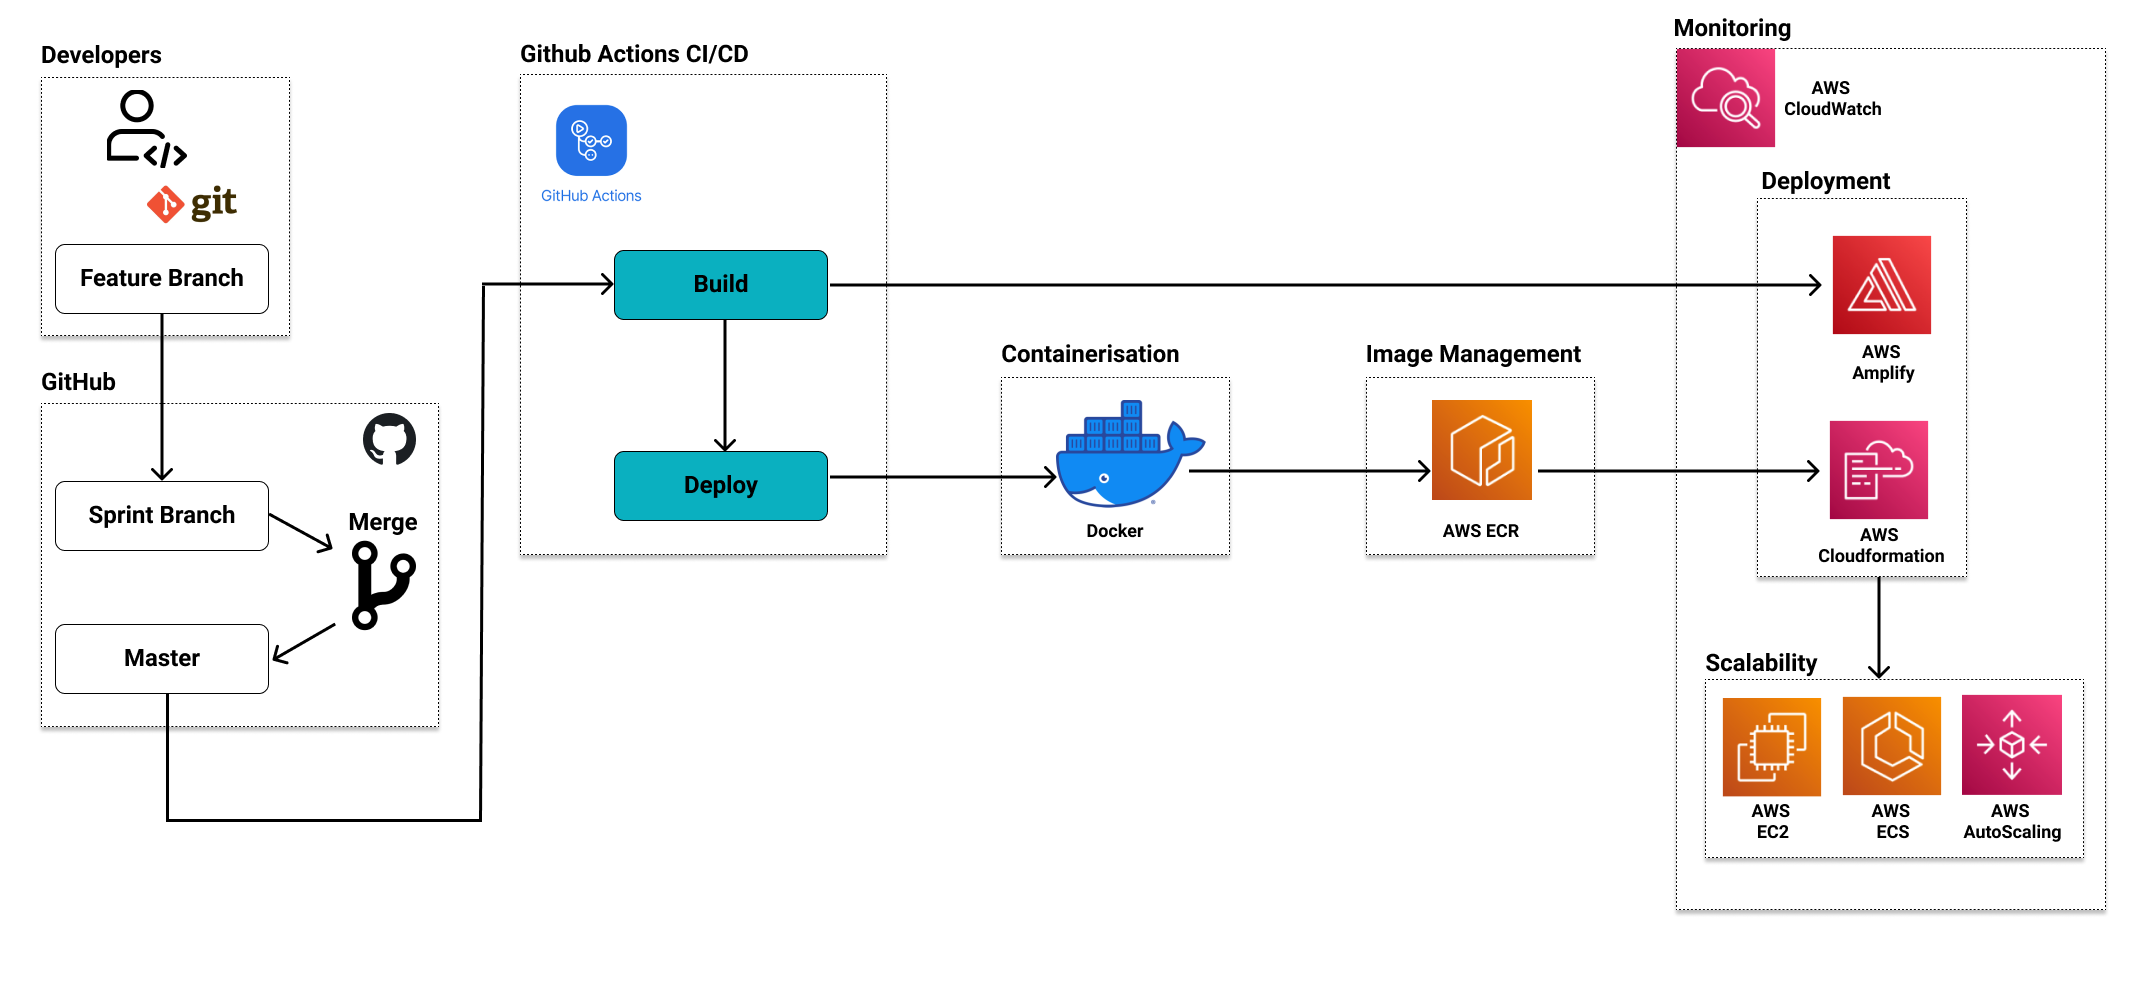 Developers
git
Feature Branch
GitHub
Sprint Branch
Merge
Master
Github Actions CI/CD
GitHub Actions
Build
Deploy
Containerisation
Docker
Image Management
AWS ECR
Monitoring
AWS
CloudWatch
Deployment
AWS
Amplify
AWS
Cloudformation
Scalability
AWS
EC2
AWS
ECS
AWS
AutoScaling